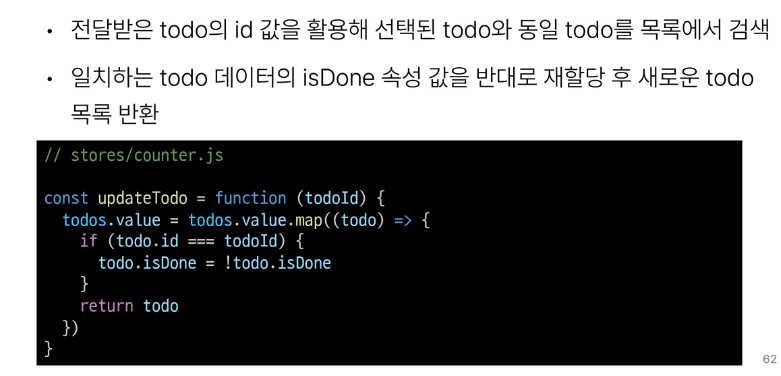 • 전달받은 todo의 id 값을 활용해 선택된 todo와 동일 todo를 목록에서 검색
• 일치하는 todo 데이터의 isDone 속성 값을 반대로 재할당 후 새로운 todo
목록 반환
// stores/counter.js

const updateTodo = function (todoId) {
  todos.value = todos.value.map((todo) => {
    if (todo.id === todoId) {
      todo.isDone = !todo.isDone
    }
    return todo
  })
}
62